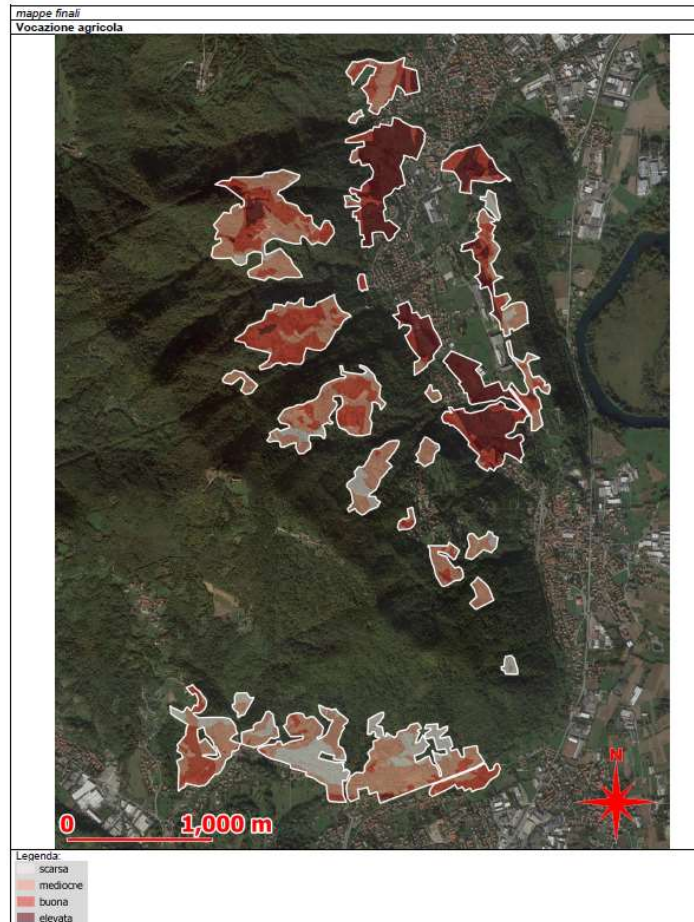 mappe finali
Vocazione agricola
N
0 1,000 m
Legenda:
scarsa
mediocre
buona
elevata